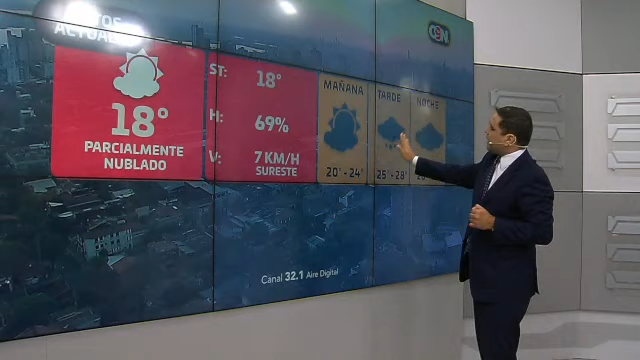 ACTUAL
18°
PARCIALMENTE
NUBLADO
ST: 18°
H: 69%
V: 7 KM/H
SURESTE
MAÑANA
20°-24°
TARDE
25°-28°
NOCHE
C9N
Canal 32.1 Aire Digital